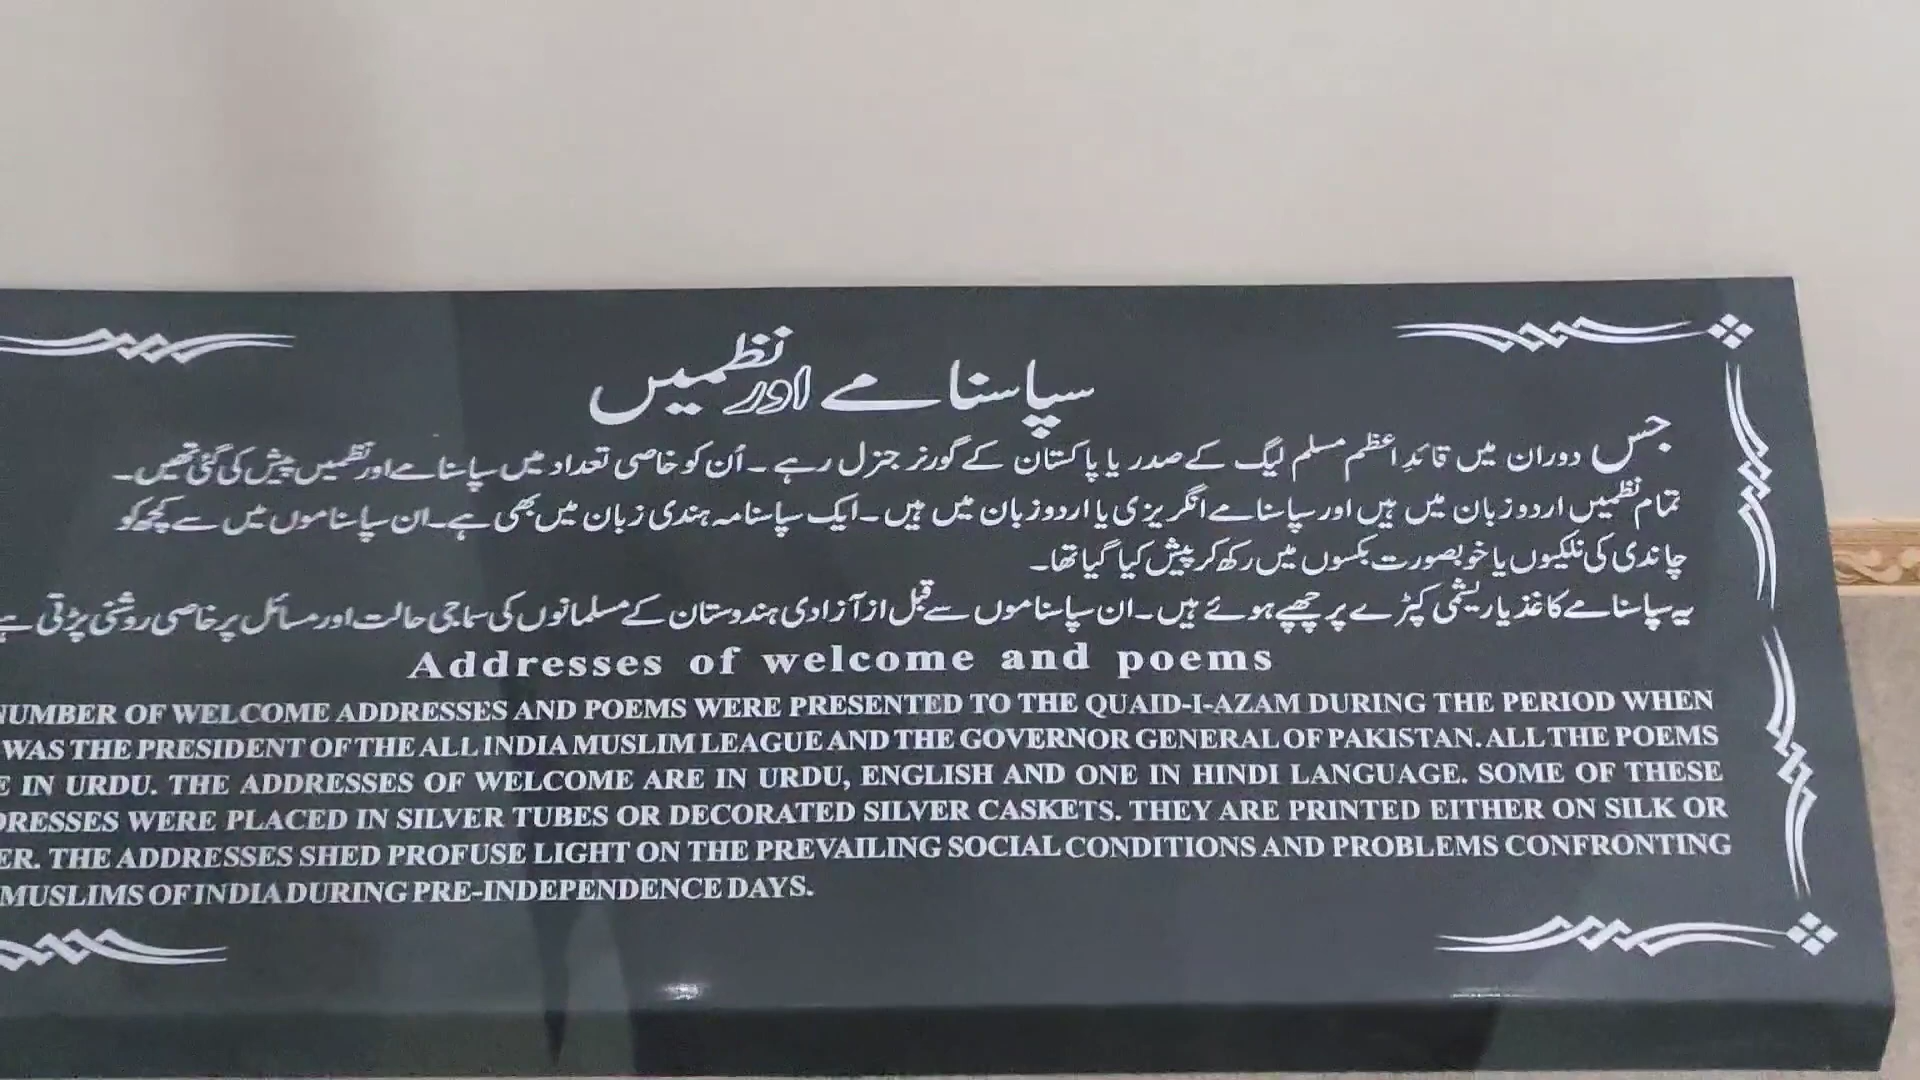 سپاسنامے اور نظمیں
جس دوران میں قائدِ اعظم مسلم لیگ کے صدر یا پاکستان کے گورنر جنرل رہے ۔ اُن کو خاصی تعداد میں سپاسنامے اور نظمیں پیش کی گئی تھیں۔
تمام نظمیں اردو زبان میں ہیں اور سپاسنامے انگریزی یا اردو زبان میں ہیں۔ ایک سپاسنامہ ہندی زبان میں بھی ہے۔ ان سپاسناموں میں سے کچھ کو
چاندی کی نلکیوں یا خوبصورت بکسوں میں رکھ کر پیش کیا گیا تھا۔
یہ سپاسنامے کاغذ یا ریشمی کپڑے پر چھپے ہوئے ہیں۔ ان سپاسناموں سے قبل از آزادی ہندوستان کے مسلمانوں کی سماجی حالت اور مسائل پر خاصی روشنی پڑتی ہے
Addresses of welcome and poems
NUMBER OF WELCOME ADDRESSES AND POEMS WERE PRESENTED TO THE QUAID-I-AZAM DURING THE PERIOD WHEN
WAS THE PRESIDENT OF THE ALL INDIA MUSLIM LEAGUE AND THE GOVERNOR GENERAL OF PAKISTAN. ALL THE POEMS
E IN URDU. THE ADDRESSES OF WELCOME ARE IN URDU, ENGLISH AND ONE IN HINDI LANGUAGE. SOME OF THESE
DRESSES WERE PLACED IN SILVER TUBES OR DECORATED SILVER CASKETS. THEY ARE PRINTED EITHER ON SILK OR
ER. THE ADDRESSES SHED PROFUSE LIGHT ON THE PREVAILING SOCIAL CONDITIONS AND PROBLEMS CONFRONTING
MUSLIMS OF INDIA DURING PRE-INDEPENDENCE DAYS.